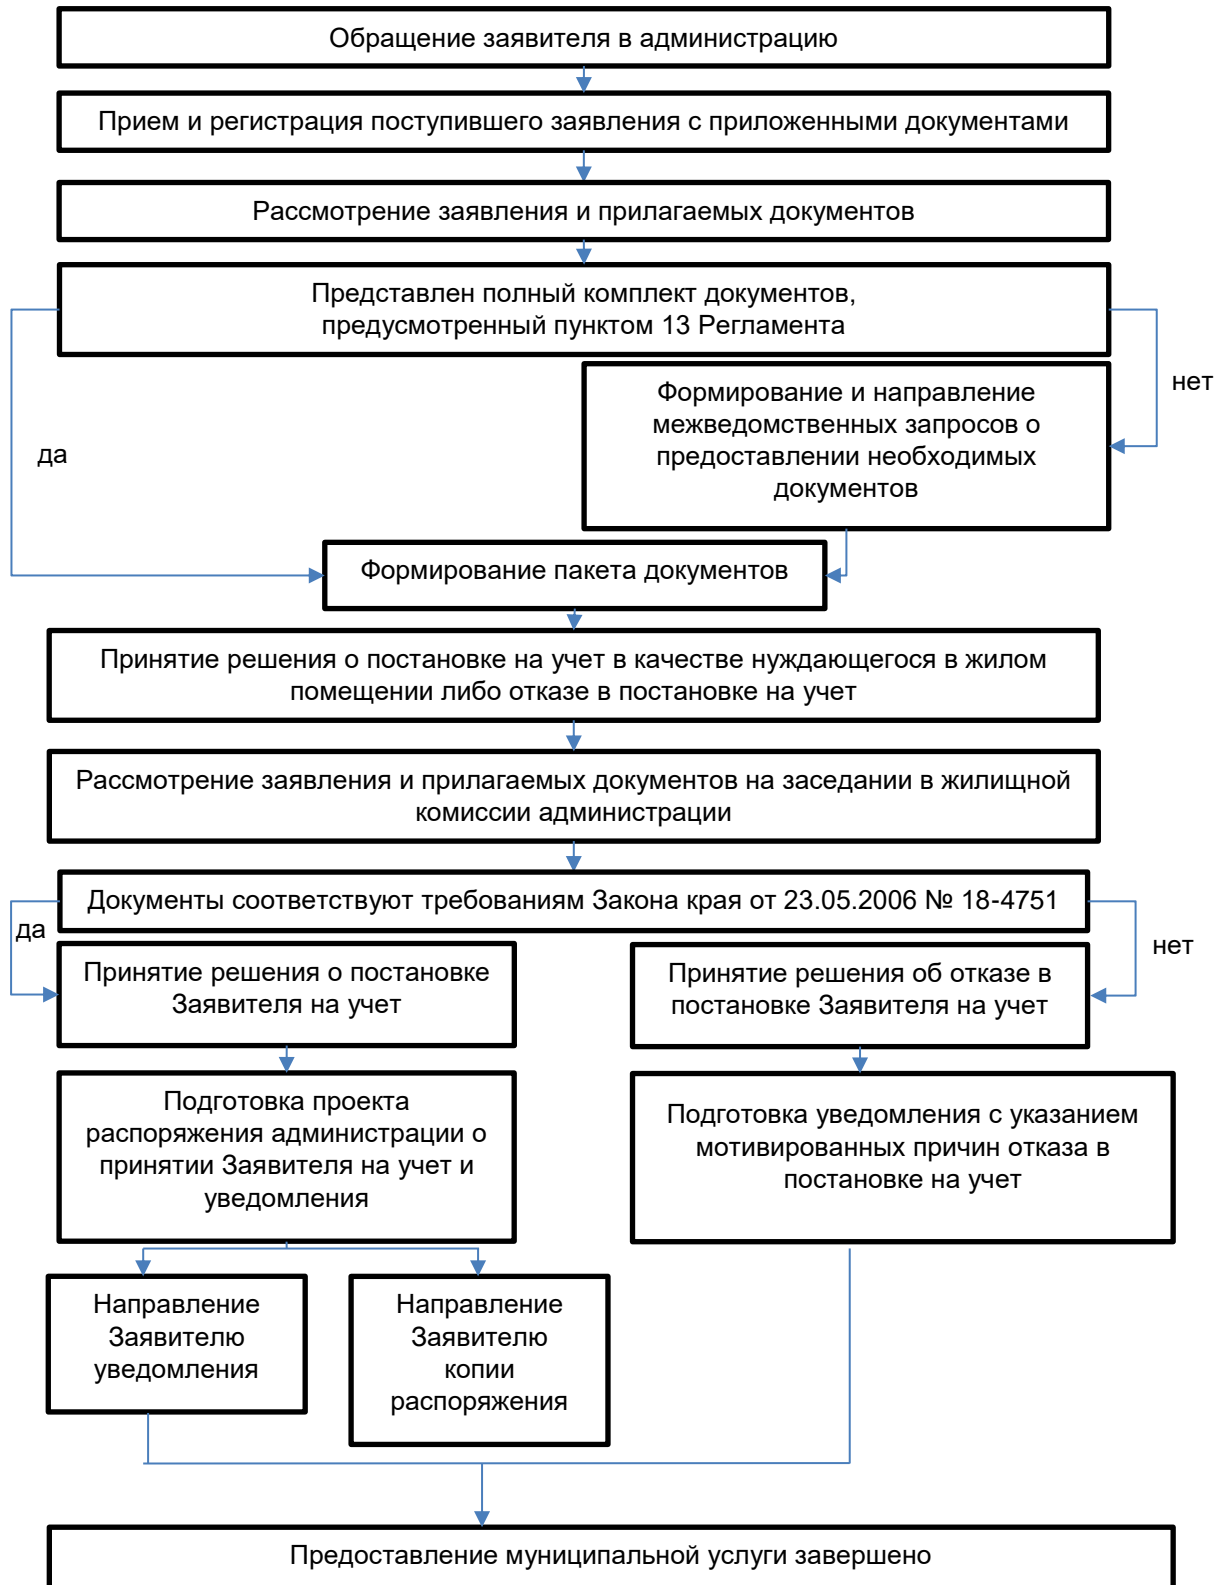 Обращение заявителя в администрацию
Прием и регистрация поступившего заявления с приложенными документами
Рассмотрение заявления и прилагаемых документов
Представлен полный комплект документов,
предусмотренный пунктом 13 Регламента
нет
Формирование и направление
межведомственных запросов о
предоставлении необходимых
документов
да
Формирование пакета документов
Принятие решения о постановке на учет в качестве нуждающегося в жилом
помещении либо отказе в постановке на учет
Рассмотрение заявления и прилагаемых документов на заседании в жилищной
комиссии администрации
Документы соответствуют требованиям Закона края от 23.05.2006 № 18-4751
да
нет
Принятие решения о постановке
Заявителя на учет
Принятие решения об отказе в
постановке Заявителя на учет
Подготовка проекта
распоряжения администрации о
принятии Заявителя на учет и
уведомления
Подготовка уведомления с указанием
мотивированных причин отказа в
постановке на учет
Направление
Заявителю
уведомления
Направление
Заявителю
копии
распоряжения
Предоставление муниципальной услуги завершено